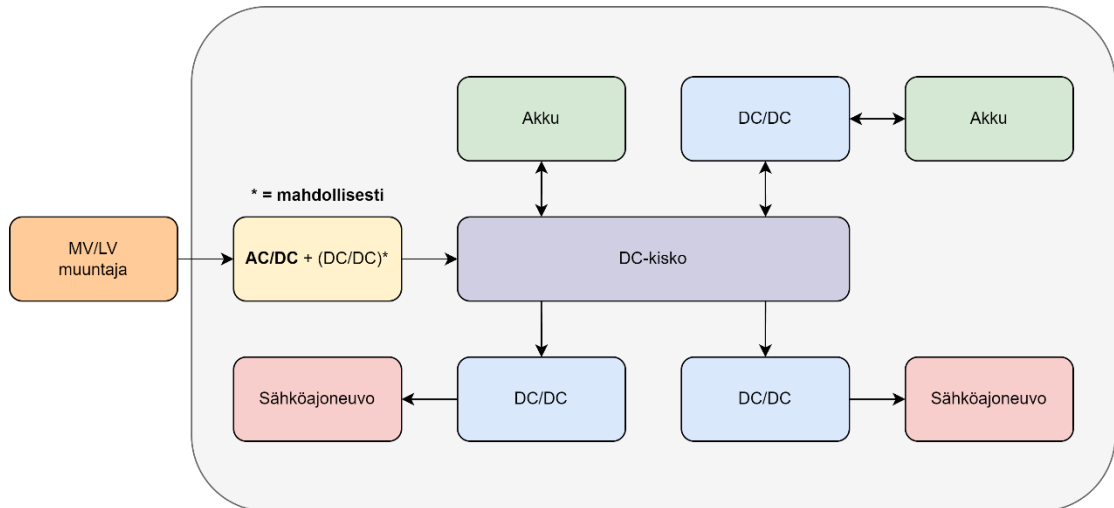 Akku
DC/DC
Akku
* = mahdollisesti
MV/LV
muuntaja
AC/DC + (DC/DC)*
DC-kisko
Sähköajoneuvo
DC/DC
DC/DC
Sähköajoneuvo